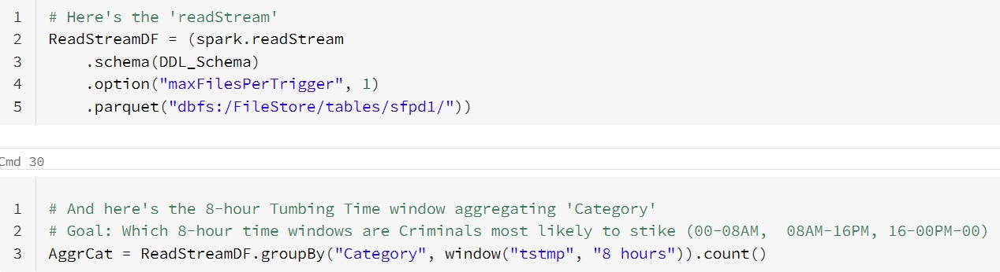 1 # Here's the 'readStream'
2 ReadStreamDF = (spark.readStream
3 .schema(DDL_Schema)
4 .option("maxFilesPerTrigger", 1)
5 .parquet("dbfs:/FileStore/tables/sfpd1/"))
Cmd 30
1 # And here's the 8-hour Tumbing Time window aggregating 'Category'
2 # Goal: Which 8-hour time windows are Criminals most likely to stike (00-08AM,  08AM-16PM, 16-00PM-00)
3 AggrCat = ReadStreamDF.groupBy("Category", window("tstmp", "8 hours")).count()